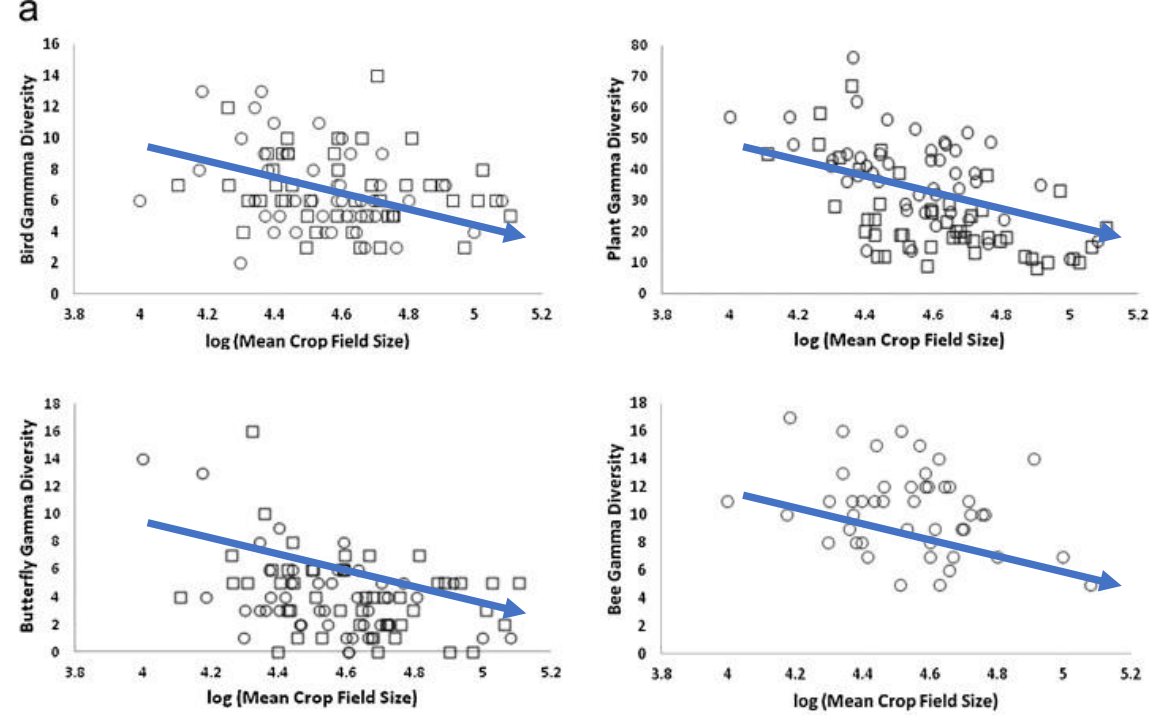 a
16
14
12
10
8
6
4
2
0
Bird Gammma Diversity
3.8 4 4.2 4.4 4.6 4.8 5 5.2
log (Mean Crop Field Size)
80
70
60
50
40
30
20
10
0
Plant Gamma Diversity
3.8 4 4.2 4.4 4.6 4.8 5 5.2
log (Mean Crop Field Size)
18
16
14
12
10
8
6
4
2
0
Butterfly Gamma Diversity
3.8 4 4.2 4.4 4.6 4.8 5 5.2
log (Mean Crop Field Size)
18
16
14
12
10
8
6
4
2
0
Bee Gamma Diversity
3.8 4 4.2 4.4 4.6 4.8 5 5.2
log (Mean Crop Field Size)